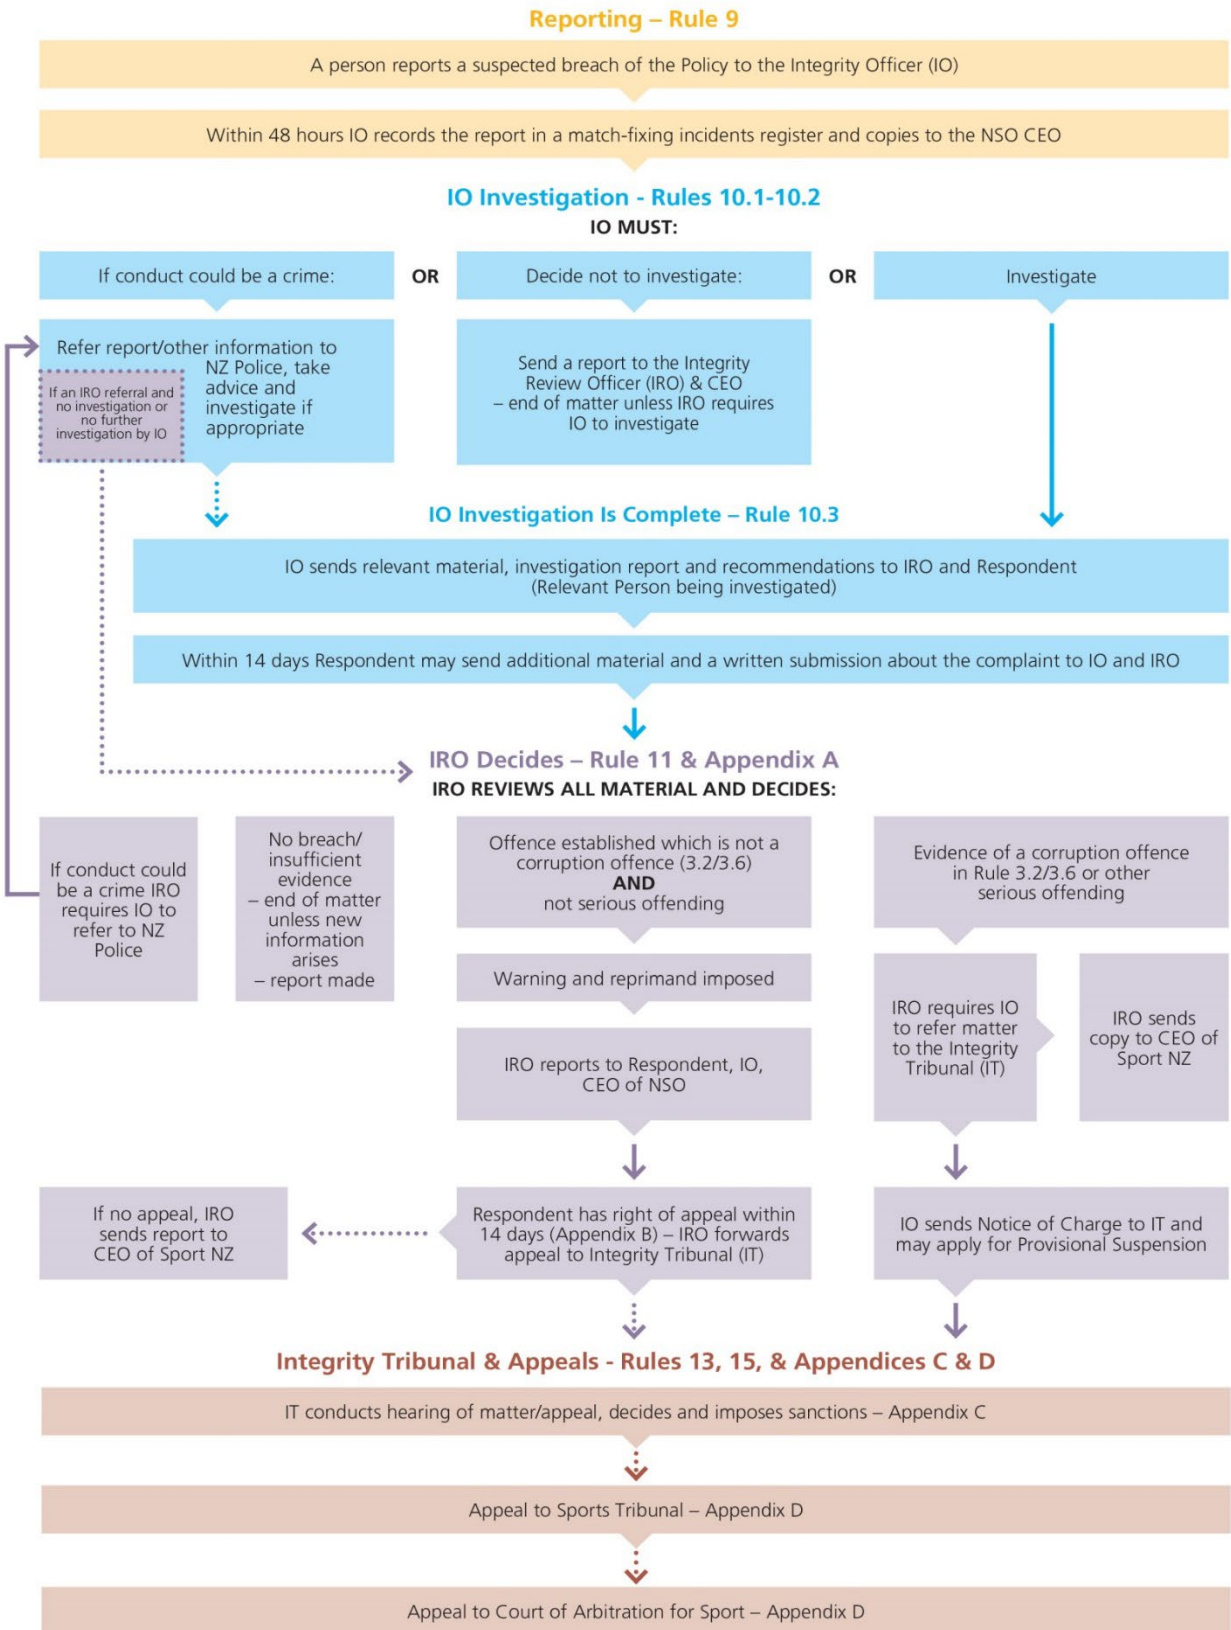 Reporting – Rule 9
A person reports a suspected breach of the Policy to the Integrity Officer (IO)
Within 48 hours IO records the report in a match-fixing incidents register and copies to the NSO CEO
IO Investigation - Rules 10.1-10.2
IO MUST:
If conduct could be a crime:
OR
Decide not to investigate:
OR
Investigate
Refer report/other information to
NZ Police, take
advice and
investigate if
appropriate
If an IRO referral and
no investigation or
no further
investigation by IO
Send a report to the Integrity
Review Officer (IRO) & CEO
– end of matter unless IRO requires
IO to investigate
IO Investigation Is Complete – Rule 10.3
IO sends relevant material, investigation report and recommendations to IRO and Respondent
(Relevant Person being investigated)
Within 14 days Respondent may send additional material and a written submission about the complaint to IO and IRO
IRO Decides – Rule 11 & Appendix A
IRO REVIEWS ALL MATERIAL AND DECIDES:
If conduct could
be a crime IRO
requires IO to
refer to NZ
Police
No breach/
insufficient
evidence
– end of matter
unless new
information
arises
– report made
Offence established which is not a
corruption offence (3.2/3.6)
AND
not serious offending
Evidence of a corruption offence
in Rule 3.2/3.6 or other
serious offending
Warning and reprimand imposed
IRO reports to Respondent, IO,
CEO of NSO
IRO requires IO
to refer matter
to the Integrity
Tribunal (IT)
IRO sends
copy to CEO of
Sport NZ
If no appeal, IRO
sends report to
CEO of Sport NZ
Respondent has right of appeal within
14 days (Appendix B) – IRO forwards
appeal to Integrity Tribunal (IT)
IO sends Notice of Charge to IT and
may apply for Provisional Suspension
Integrity Tribunal & Appeals - Rules 13, 15, & Appendices C & D
IT conducts hearing of matter/appeal, decides and imposes sanctions – Appendix C
Appeal to Sports Tribunal – Appendix D
Appeal to Court of Arbitration for Sport – Appendix D